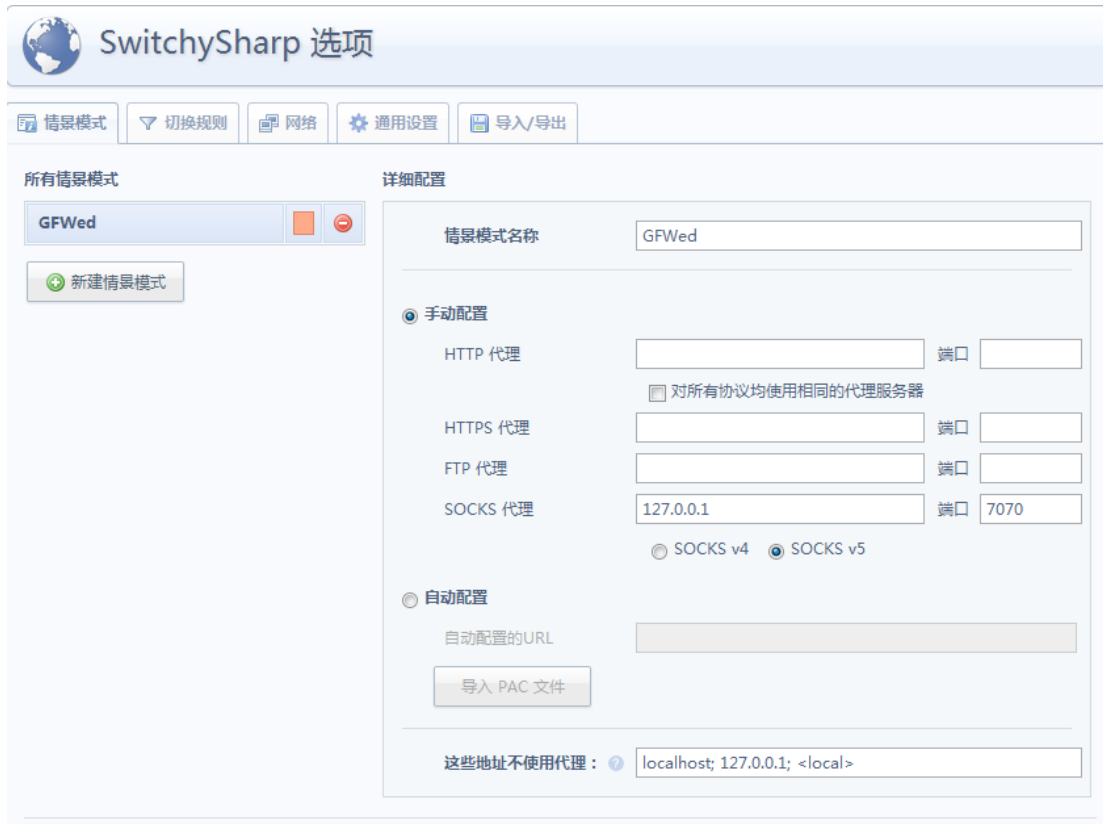 SwitchySharp 选项
情景模式 切换规则 网络 通用设置 导入/导出
所有情景模式
GFWed
新建情景模式
详细配置
情景模式名称 GFWed
手动配置
HTTP 代理 端口
对所有协议均使用相同的代理服务器
HTTPS 代理 端口
FTP 代理 端口
SOCKS 代理 127.0.0.1 端口 7070
SOCKS v4 SOCKS v5
自动配置
自动配置的URL
导入 PAC 文件
这些地址不使用代理： localhost; 127.0.0.1; <local>